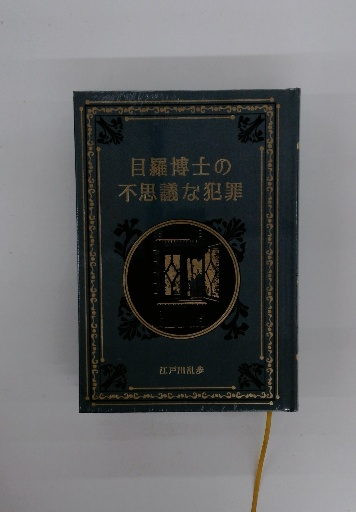 目羅博士の
不思議な犯罪
江戸川乱歩